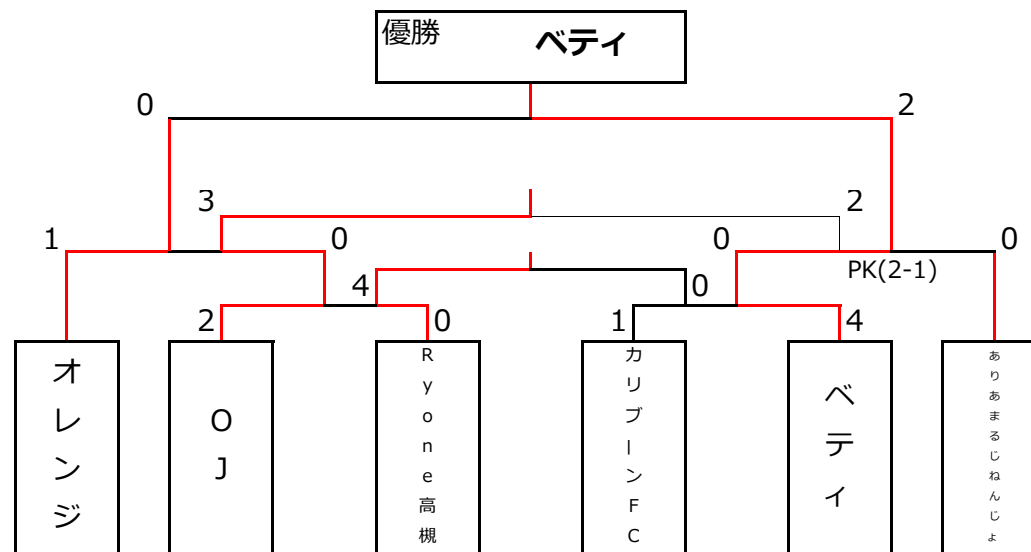 優勝 ベティ
0 2
3 2
1 0 0 0
PK(2-1)
4 0
2 0 1 4
オレンジ
OJ
Ryone高槻
カリブーンFC
ベティ
ありあまるじねんじょ